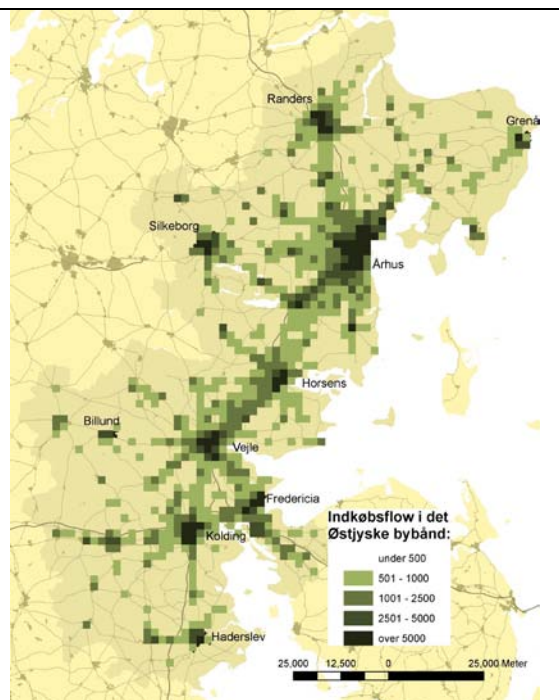 Randers
Grenå
Silkeborg
Århus
Horsens
Billund
Vejle
Fredericia
Kolding
Haderslev
Indkøbsflow i det
Østjyske bybånd:
under 500
501 - 1000
1001 - 2500
2501 - 5000
over 5000
25,000 12,500 0 25,000 Meter